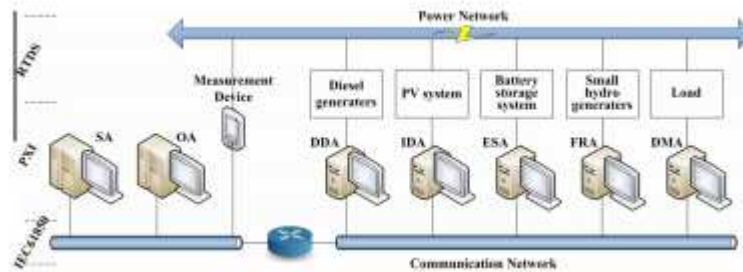 Power Network
RTDS
Measurement
Device
Diesel
generaters
PV system
Battery
storage
system
Small
hydro
generaters
Load
PXI
SA
OA
DDA
IDA
ESA
FRA
DMA
IEC61850
Communication Network